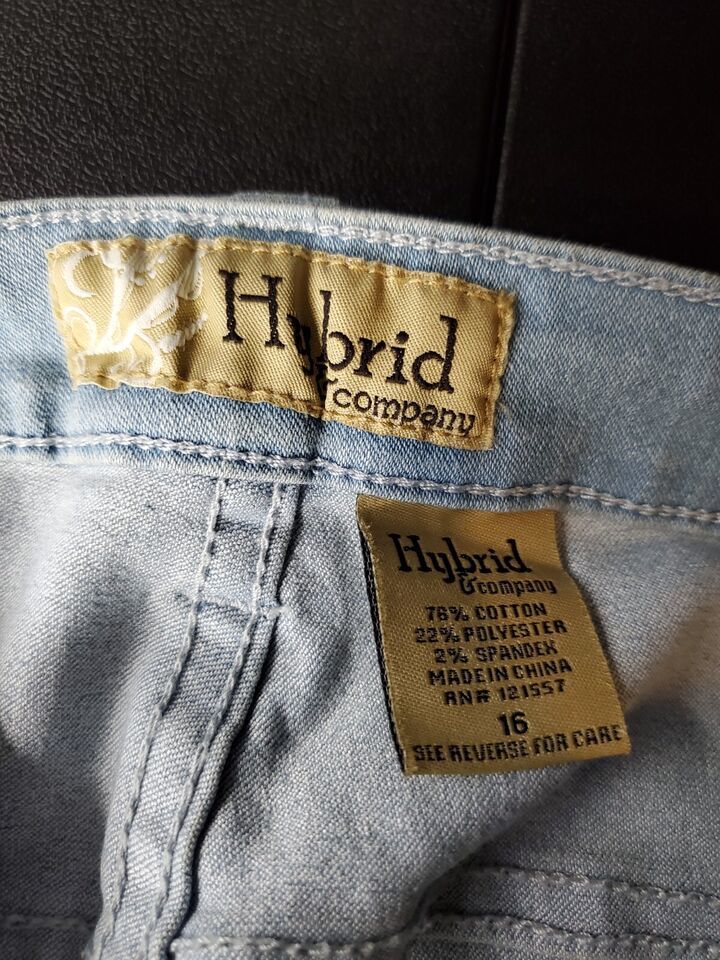 Hybrid
& company
Hybrid
& company
76% COTTON
22% POLYESTER
2% SPANDEX
MADE IN CHINA
RN# 121557
16
SEE REVERSE FOR CARE